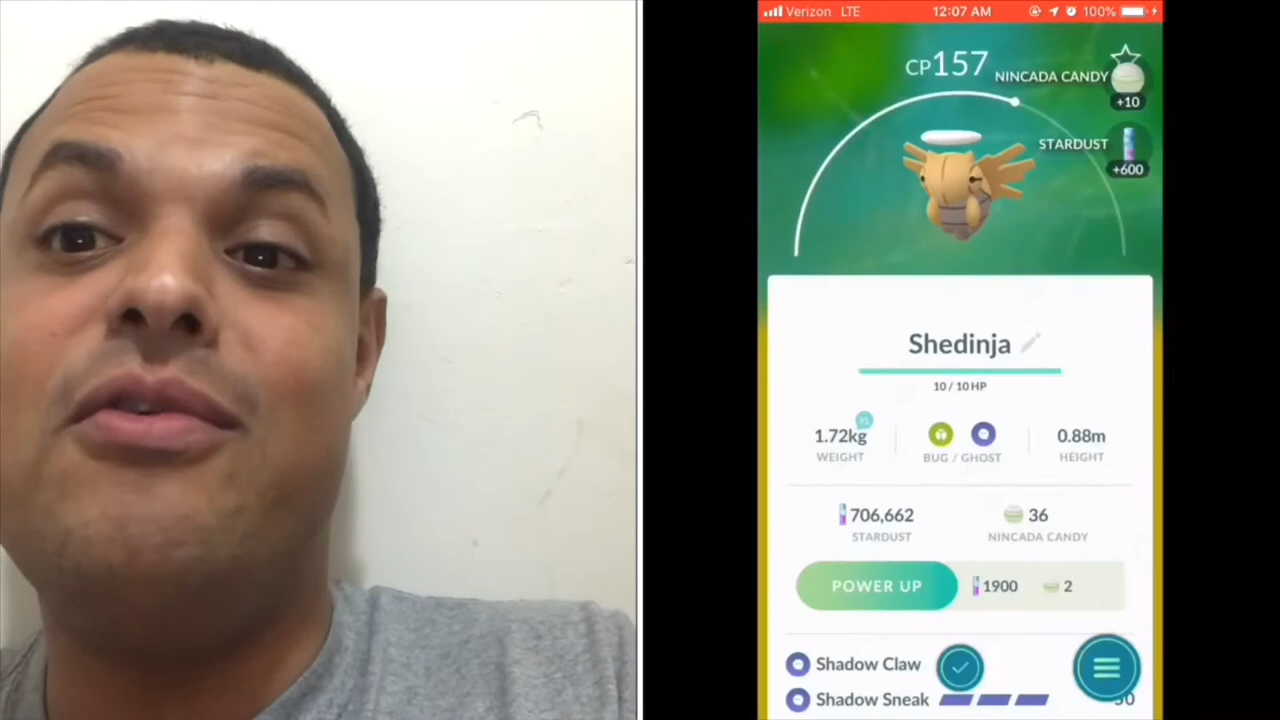 Verizon LTE 12:07 AM 100%
CP157
NINCADA CANDY
+10
STARDUST
+600
Shedinja
10 / 10 HP
XL
1.72kg
WEIGHT
BUG / GHOST
0.88m
HEIGHT
706,662
STARDUST
36
NINCADA CANDY
POWER UP 1900 2
Shadow Claw
Shadow Sneak